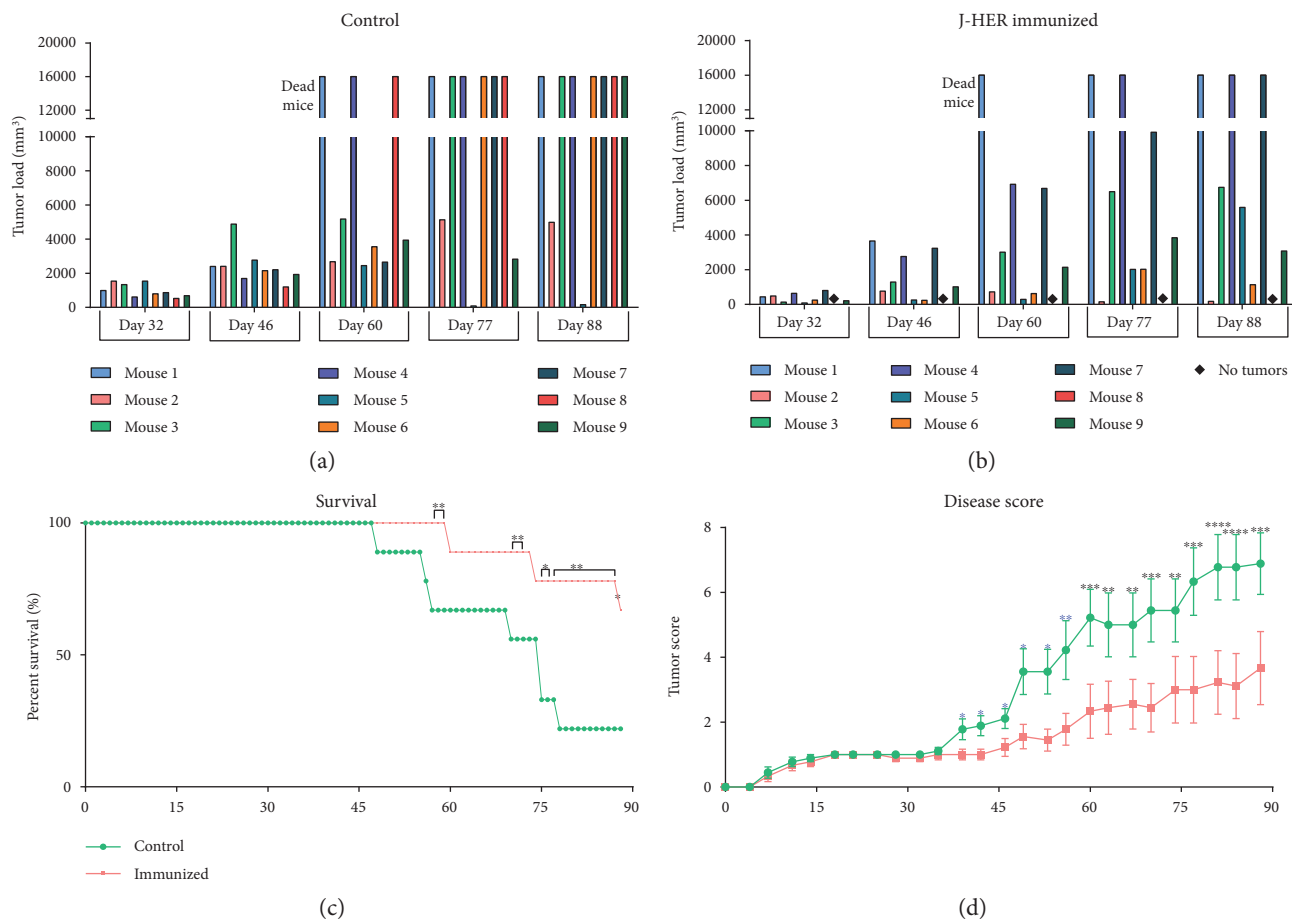 Control
20000
18000
16000
14000
12000
10000
8000
6000
4000
2000
0
Tumor load (mm³)
Dead
mice
Day 32 Day 46 Day 60 Day 77 Day 88
Mouse 1 Mouse 4 Mouse 7
Mouse 2 Mouse 5 Mouse 8
Mouse 3 Mouse 6 Mouse 9
(a)
J-HER immunized
20000
18000
16000
14000
12000
10000
8000
6000
4000
2000
0
Tumor load (mm³)
Dead
mice
Day 32 Day 46 Day 60 Day 77 Day 88
Mouse 1 Mouse 4 Mouse 7 No tumors
Mouse 2 Mouse 5 Mouse 8
Mouse 3 Mouse 6 Mouse 9
(b)
Survival
100
50
0
Percent survival (%)
** ** * ** *
0 15 30 45 60 75 90
Control
Immunized
(c)
Disease score
8
6
4
2
0
Tumor score
* * * * * ** *** ** ** *** ** *** **** **** ***
0 15 30 45 60 75 90
(d)